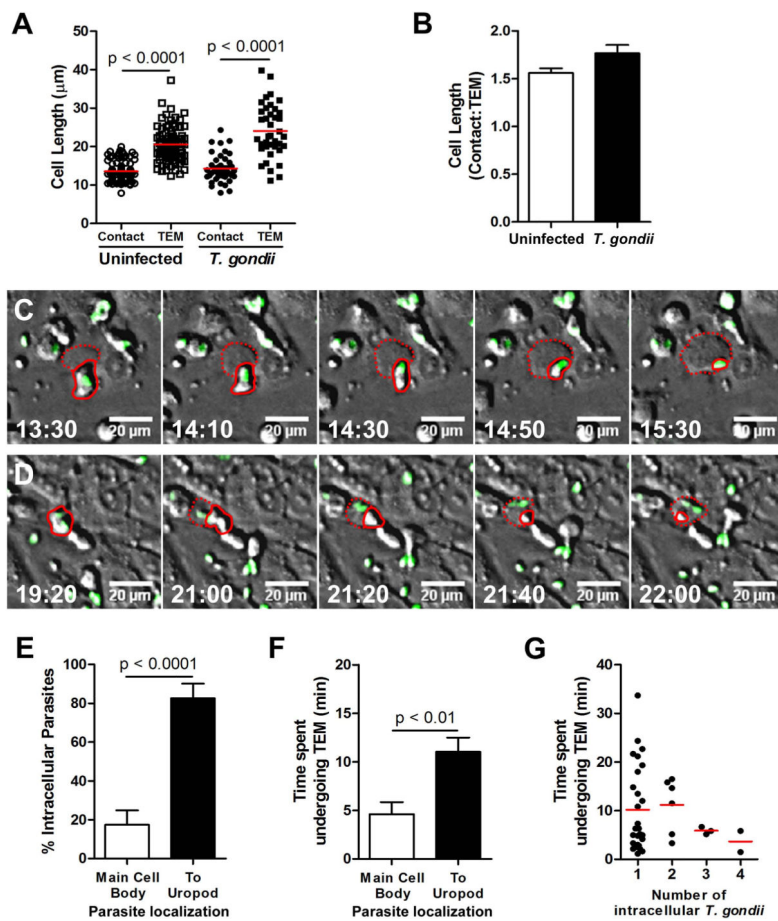 A
p < 0.0001
p < 0.0001
Cell Length (µm)
50
40
30
20
10
0
Contact TEM Contact TEM
Uninfected T. gondii
B
Cell Length
(Contact:TEM)
2.0
1.5
1.0
0.5
0.0
Uninfected T. gondii
C
13:30 20 µm
14:10 20 µm
14:30 20 µm
14:50 20 µm
15:30 20 µm
D
19:20 20 µm
21:00 20 µm
21:20 20 µm
21:40 20 µm
22:00 20 µm
E
p < 0.0001
% Intracellular Parasites
100
80
60
40
20
0
Main Cell
Body
To
Uropod
Parasite localization
F
p < 0.01
Time spent
undergoing TEM (min)
20
15
10
5
0
Main Cell
Body
To
Uropod
Parasite localization
G
Time spent
undergoing TEM (min)
40
30
20
10
0
1 2 3 4
Number of
intracellular T. gondii